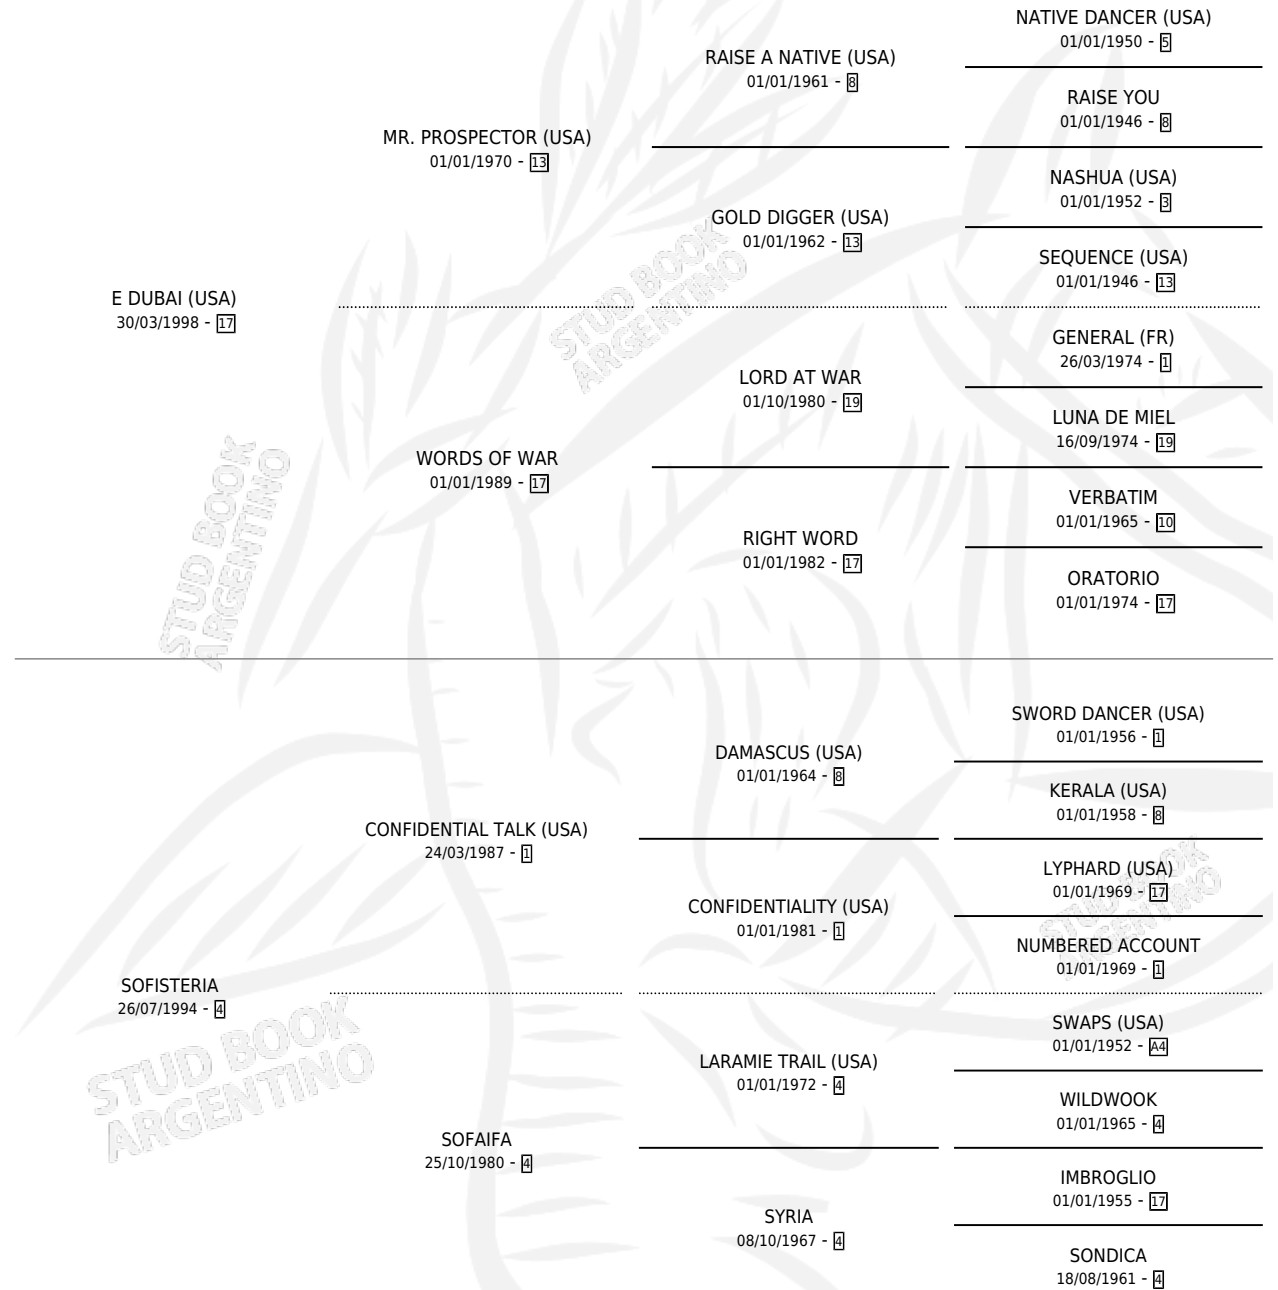 NATIVE DANCER (USA)
01/01/1950 - 5
RAISE A NATIVE (USA)
01/01/1961 - 8
RAISE YOU
01/01/1946 - 8
MR. PROSPECTOR (USA)
01/01/1970 - 13
NASHUA (USA)
01/01/1952 - 3
GOLD DIGGER (USA)
01/01/1962 - 13
SEQUENCE (USA)
01/01/1946 - 13
E DUBAI (USA)
30/03/1998 - 17
GENERAL (FR)
26/03/1974 - 1
LORD AT WAR
01/10/1980 - 19
LUNA DE MIEL
16/09/1974 - 19
WORDS OF WAR
01/01/1989 - 17
VERBATIM
01/01/1965 - 10
RIGHT WORD
01/01/1982 - 17
ORATORIO
01/01/1974 - 17
SWORD DANCER (USA)
01/01/1956 - 1
DAMASCUS (USA)
01/01/1964 - 8
KERALA (USA)
01/01/1958 - 8
CONFIDENTIAL TALK (USA)
24/03/1987 - 1
LYPHARD (USA)
01/01/1969 - 17
CONFIDENTIALITY (USA)
01/01/1981 - 1
NUMBERED ACCOUNT
01/01/1969 - 1
SOFISTERIA
26/07/1994 - 4
SWAPS (USA)
01/01/1952 - A4
LARAMIE TRAIL (USA)
01/01/1972 - 4
WILDWOOK
01/01/1965 - 4
SOFAIFA
25/10/1980 - 4
IMBROGLIO
01/01/1955 - 17
SYRIA
08/10/1967 - 4
SONDICA
18/08/1961 - 4
STUD BOOK
ARGENTINO
STUD BOOK
ARGENTINO
STUD BOOK
ARGENTINO
STUD BOOK
ARGENTINO